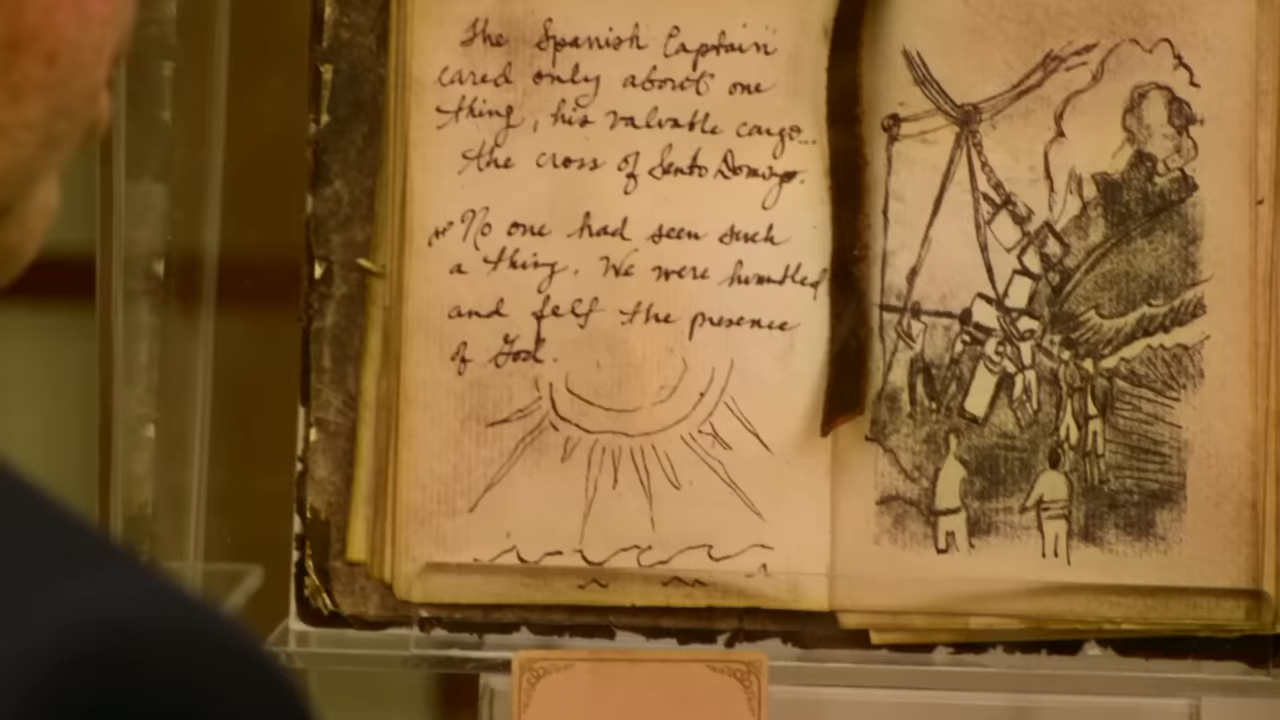 The Spanish Captain
cared only about one
thing, his valuable cargo...
the cross of Santo Domingo.
No one had seen such
a thing. We were humbled
and felt the presence
of God.